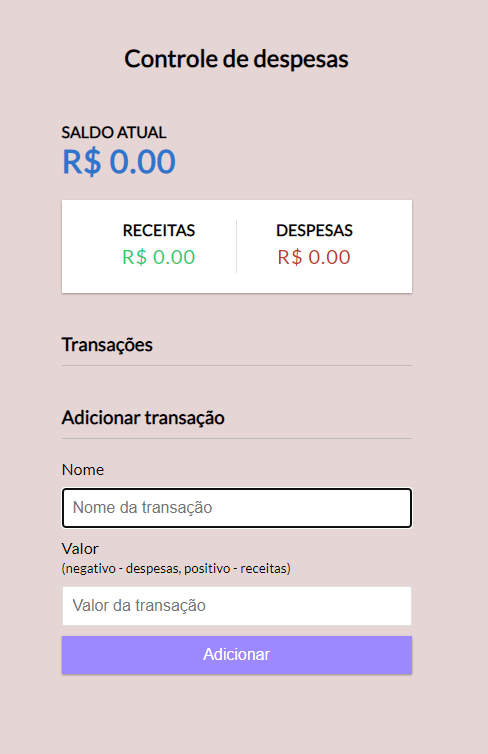 Controle de despesas
SALDO ATUAL
R$ 0.00
RECEITAS
R$ 0.00
DESPESAS
R$ 0.00
Transações
Adicionar transação
Nome
Nome da transação
Valor
(negativo - despesas, positivo - receitas)
Valor da transação
Adicionar